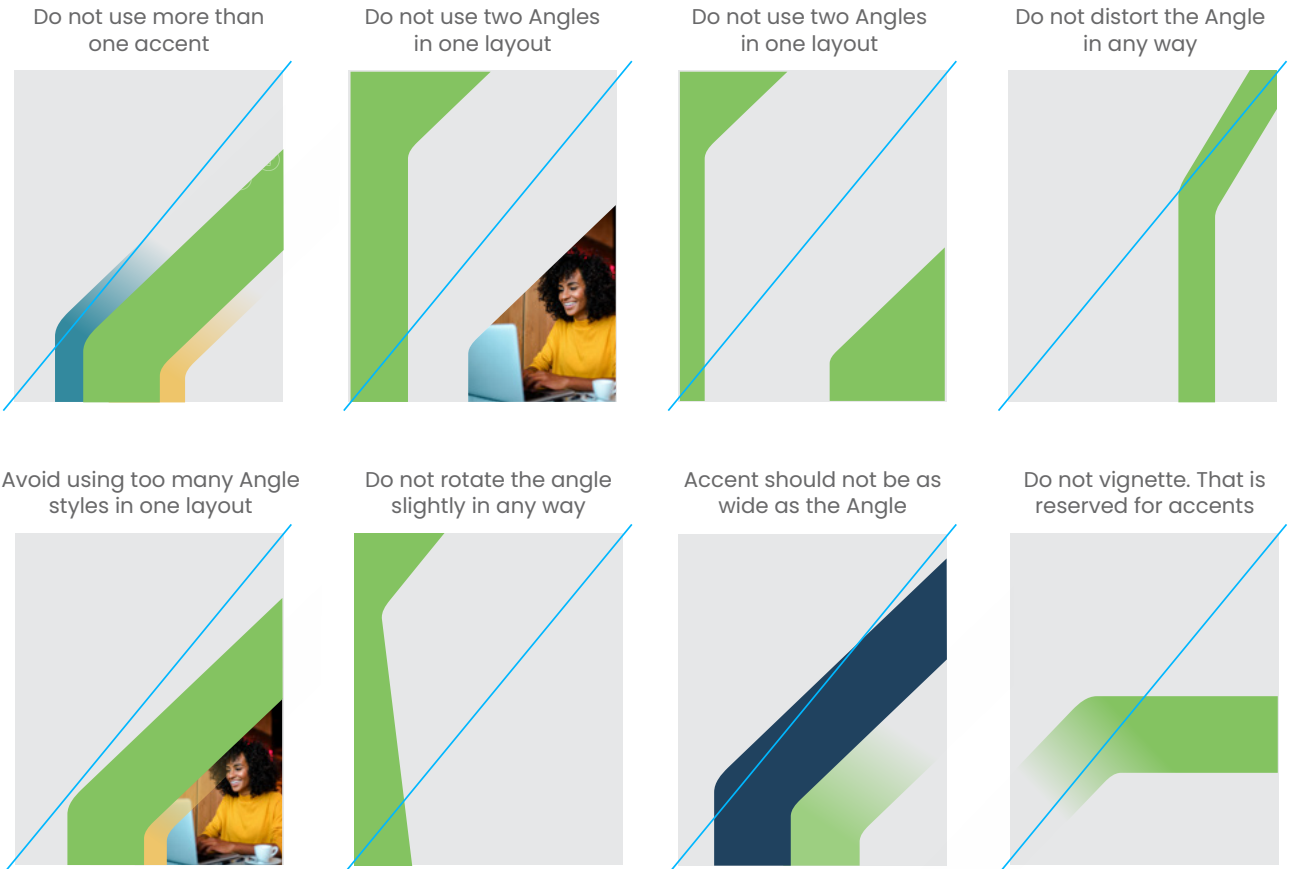 Do not use more than
one accent
Do not use two Angles
in one layout
Do not use two Angles
in one layout
Do not distort the Angle
in any way
Avoid using too many Angle
styles in one layout
Do not rotate the angle
slightly in any way
Accent should not be as
wide as the Angle
Do not vignette. That is
reserved for accents